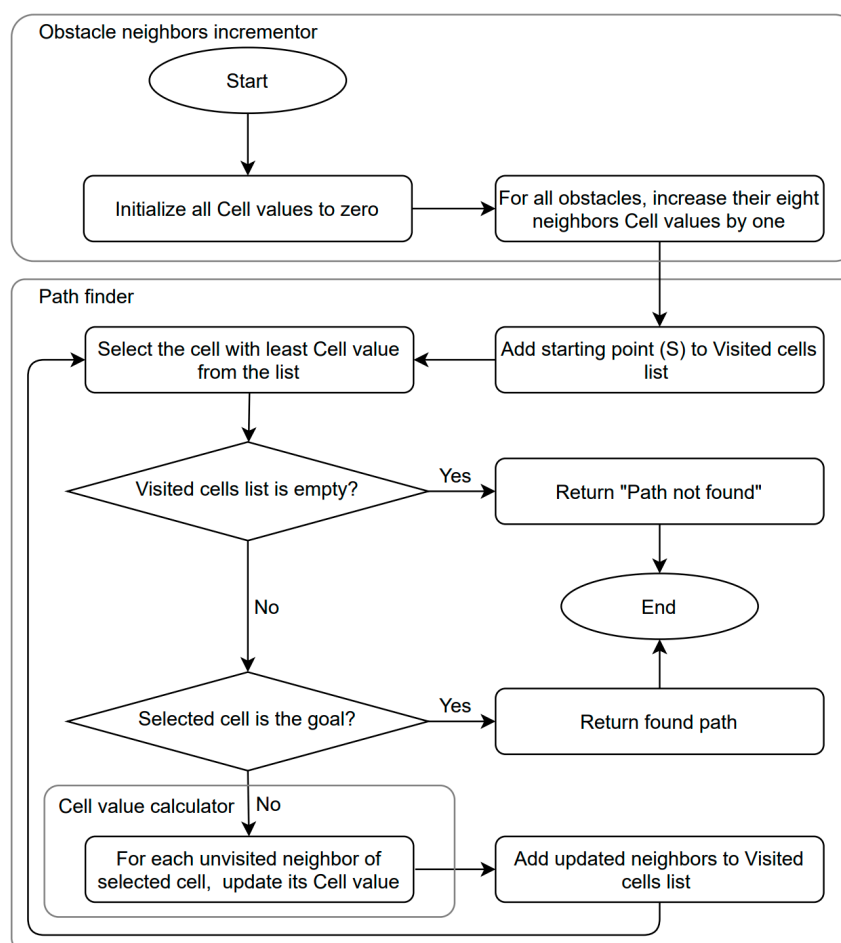 Obstacle neighbors incrementor
Start
Initialize all Cell values to zero
For all obstacles, increase their eight
neighbors Cell values by one
Path finder
Select the cell with least Cell value
from the list
Add starting point (S) to Visited cells
list
Visited cells list is empty?
Yes
Return "Path not found"
No
End
Selected cell is the goal?
Yes
Return found path
No
Cell value calculator
For each unvisited neighbor of
selected cell, update its Cell value
Add updated neighbors to Visited
cells list